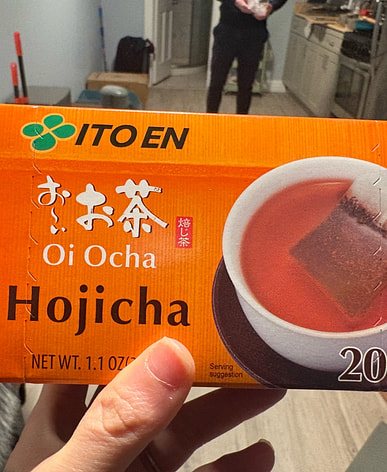 ITO EN
お〜いお茶
焙じ茶
Oi Ocha
Hojicha
NET WT. 1.1 OZ
Serving
suggestion
20